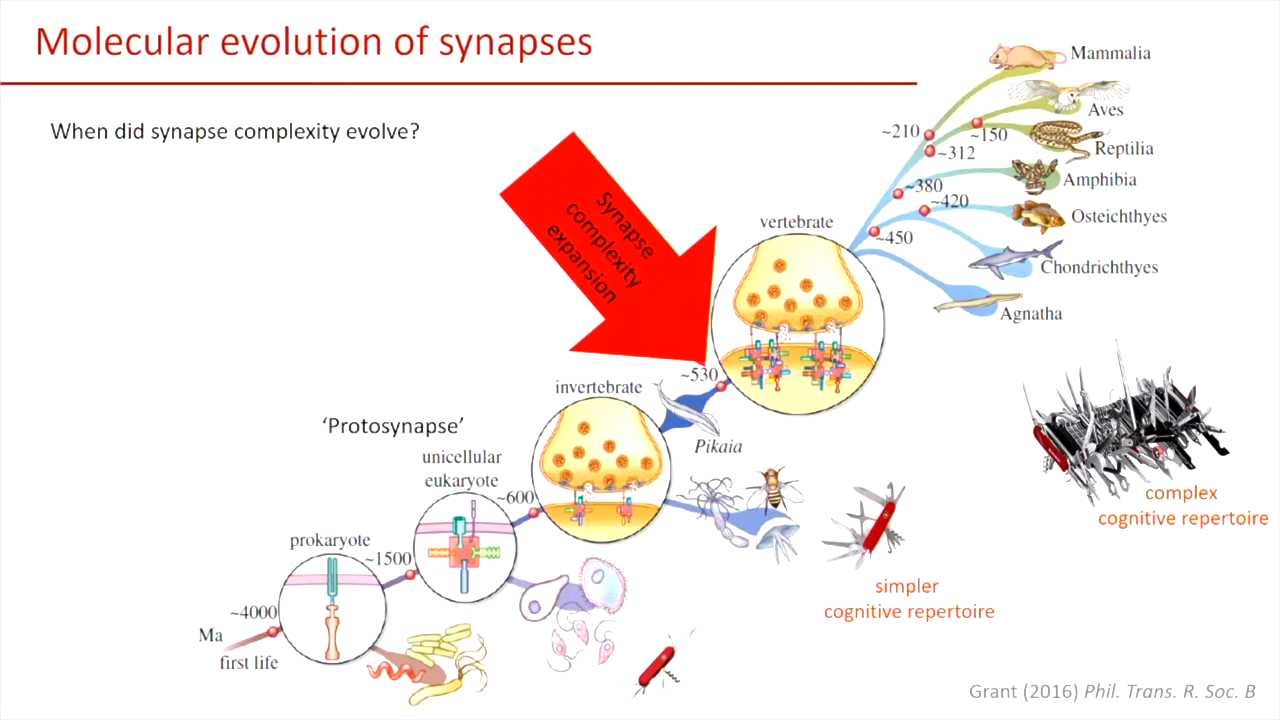 Molecular evolution of synapses
When did synapse complexity evolve?
Synapse
complexity
expansion
Mammalia
Aves
~210
~150
~312
Reptilia
~380
Amphibia
~420
Osteichthyes
~450
Chondrichthyes
Agnatha
vertebrate
~530
invertebrate
Pikaia
'Protosynapse'
unicellular
eukaryote
~600
prokaryote
~1500
~4000
Ma
first life
complex
cognitive repertoire
simpler
cognitive repertoire
Grant (2016) Phil. Trans. R. Soc. B